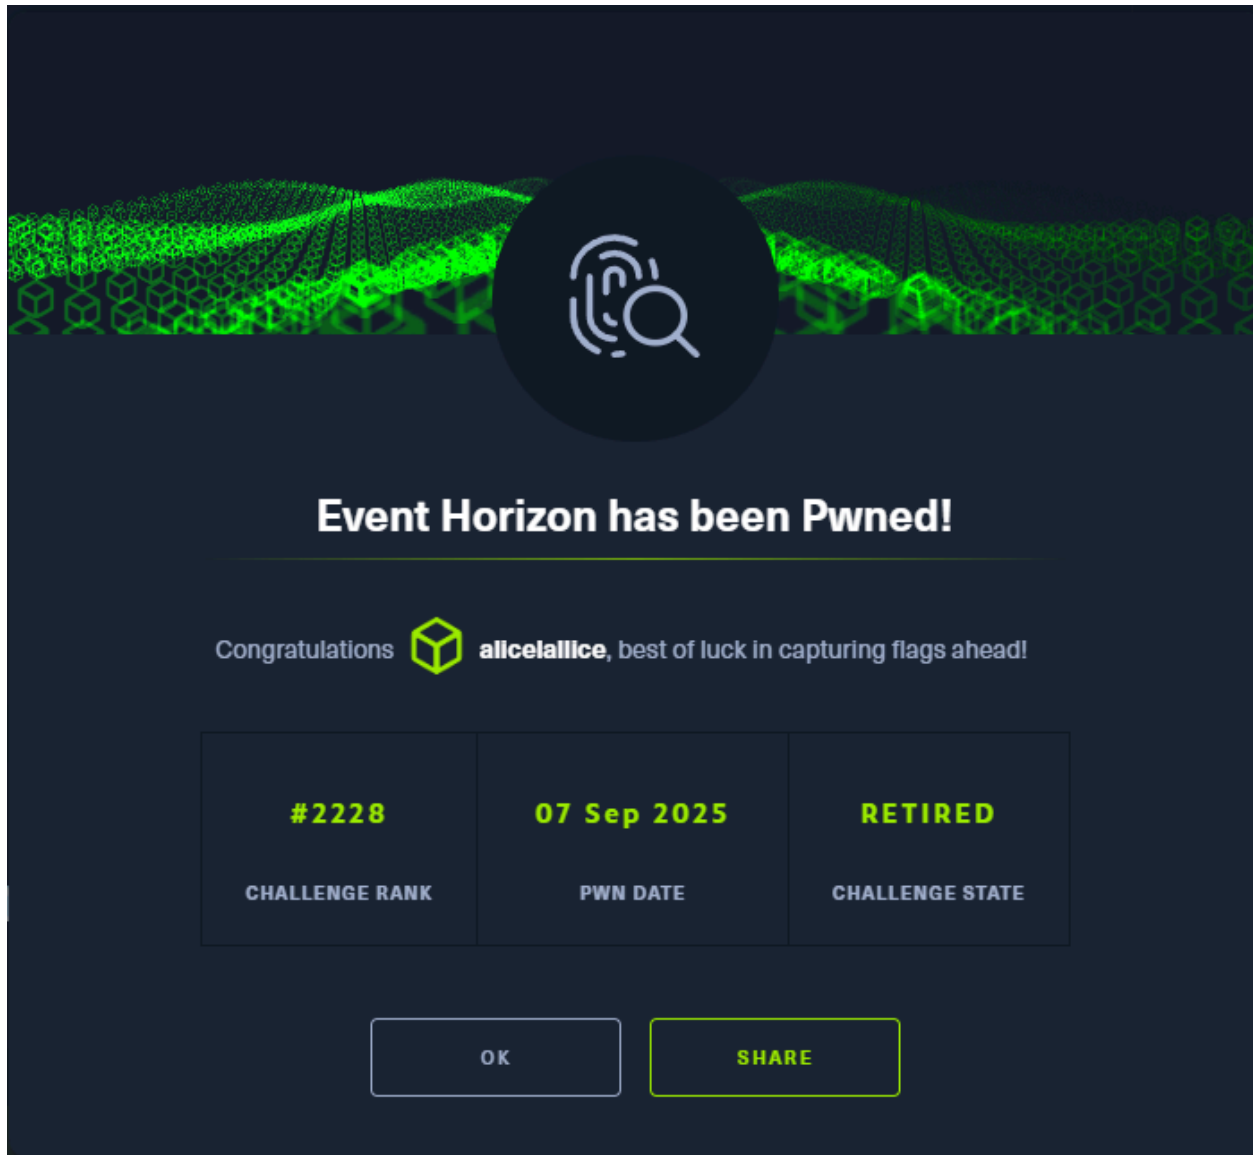 Event Horizon has been Pwned!
Congratulations alicelallice, best of luck in capturing flags ahead!
#2228 07 Sep 2025 RETIRED
CHALLENGE RANK PWN DATE CHALLENGE STATE
OK SHARE